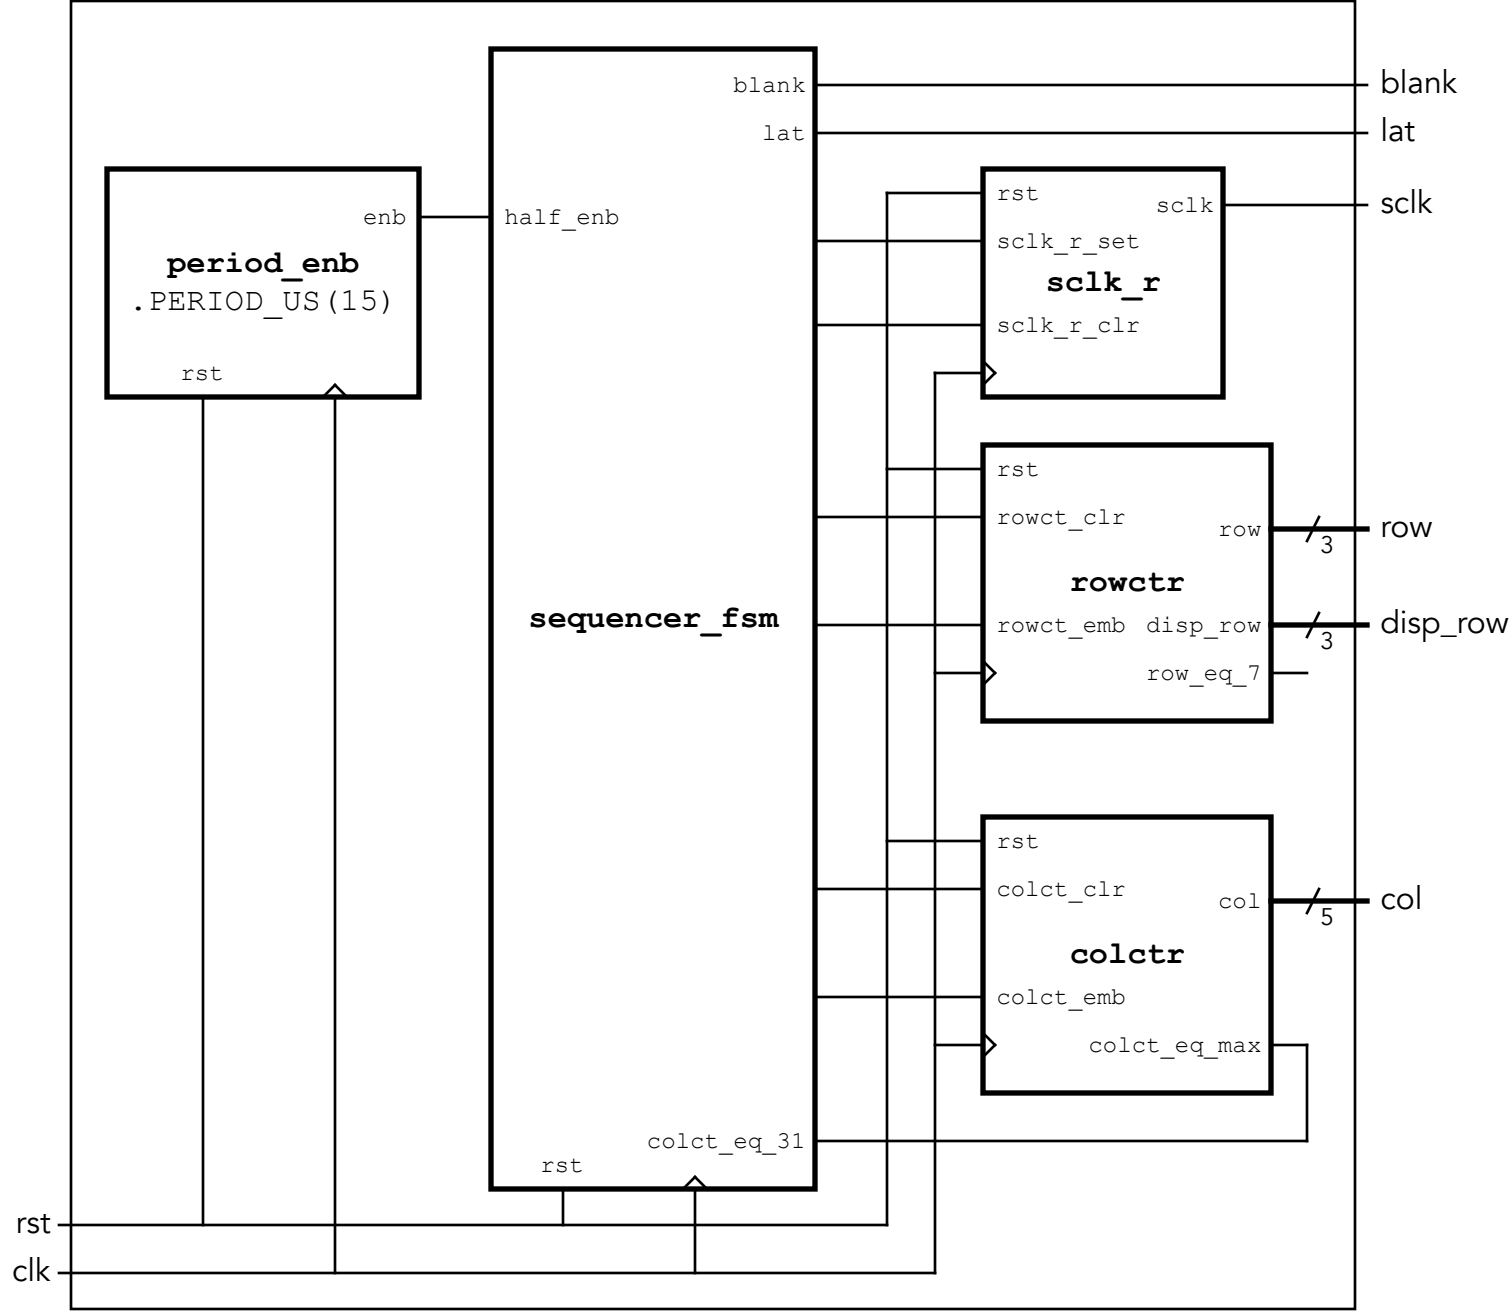 blank
blank
lat
lat
enb
half_enb
period_enb
.PERIOD_US(15)
rst
rst
sclk
sclk
sclk_r_set
sclk_r
sclk_r_clr
rst
rowct_clr
row
3
row
rowctr
sequencer_fsm
rowct_emb
disp_row
3
disp_row
row_eq_7
rst
colct_clr
col
5
col
colctr
colct_emb
colct_eq_max
colct_eq_31
rst
rst
clk